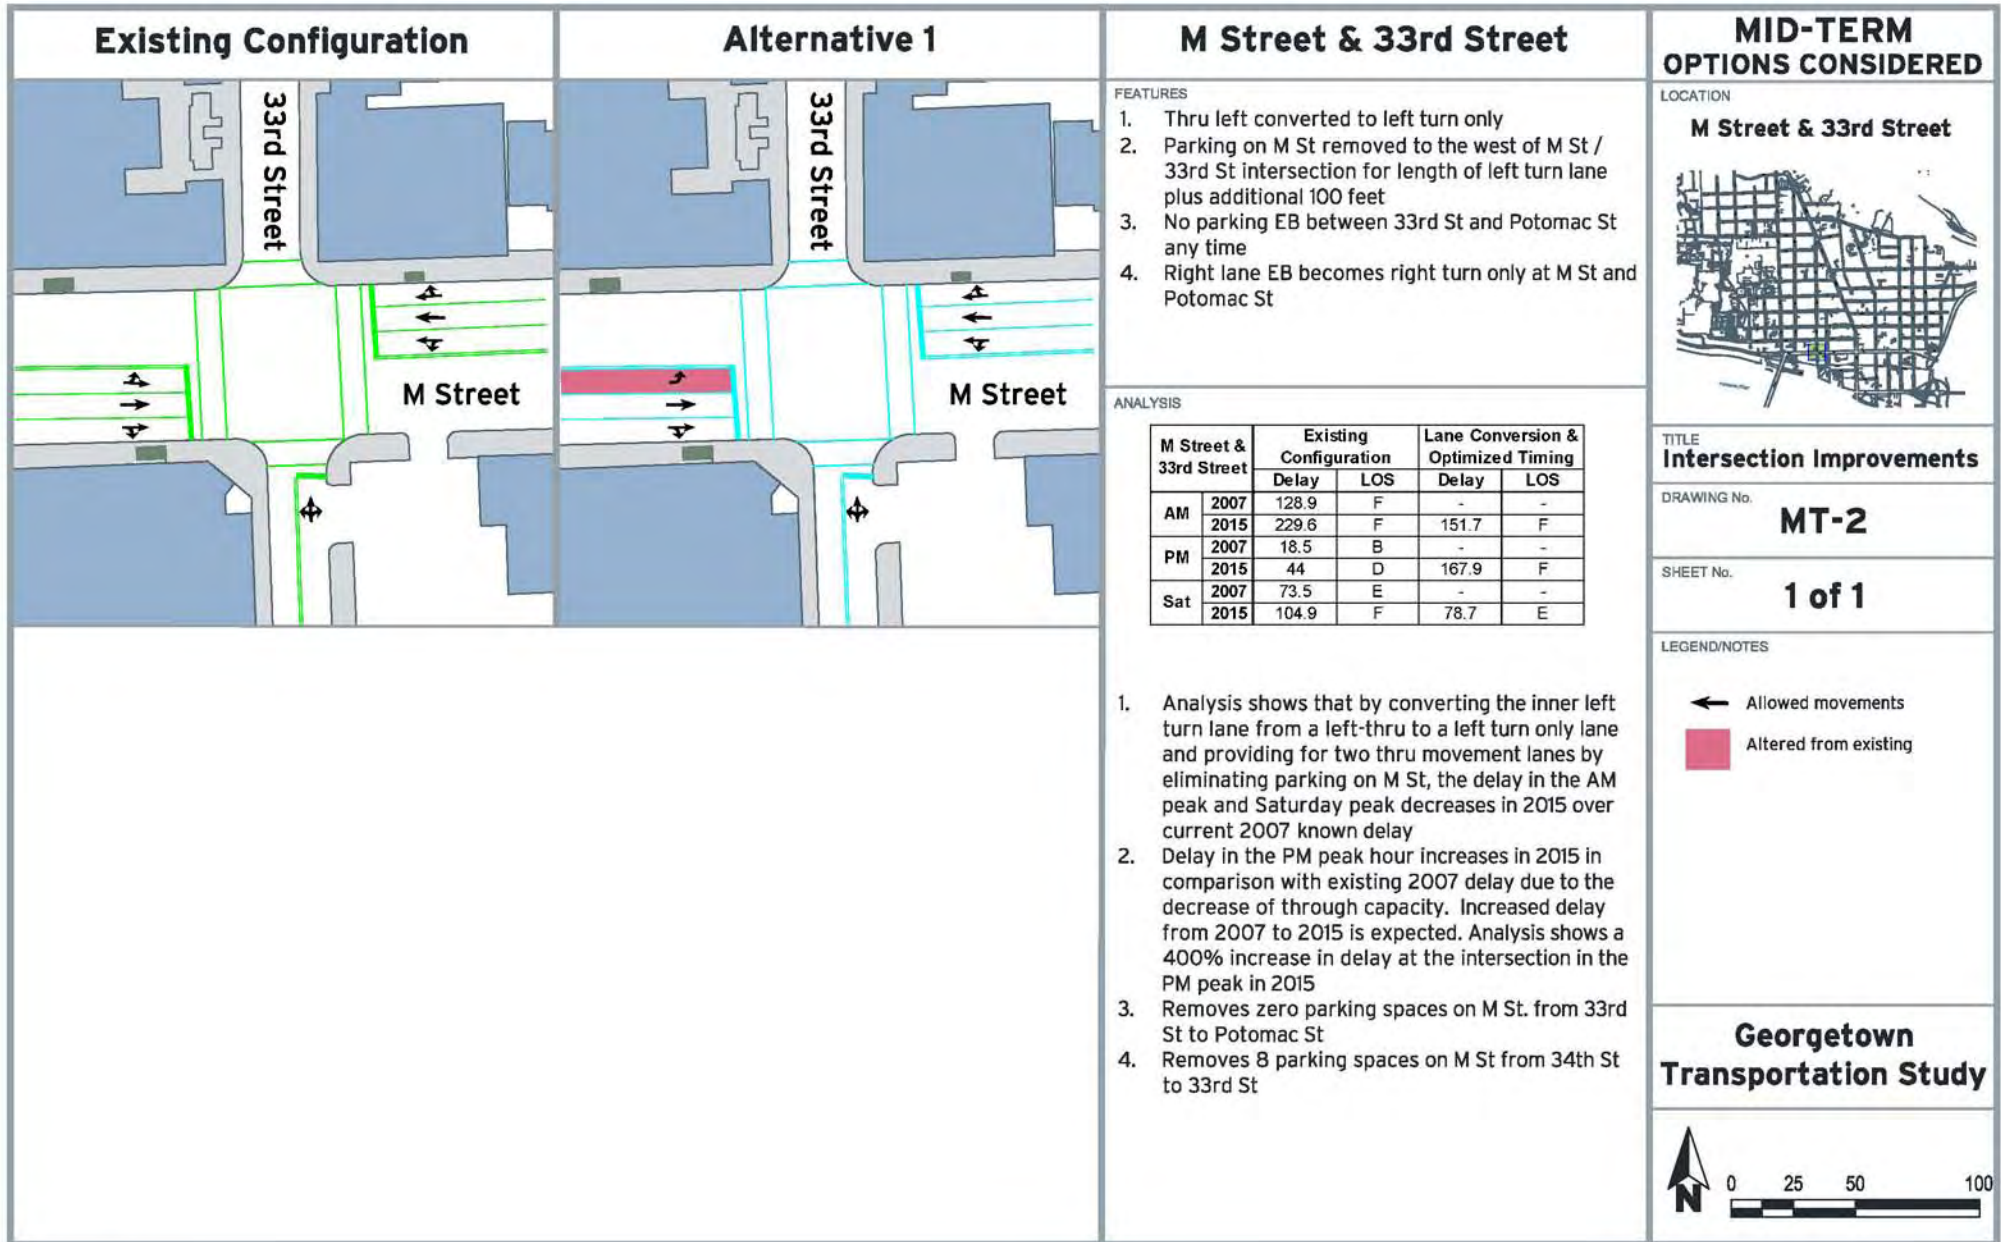 Existing Configuration
33rd Street
M Street
Alternative 1
33rd Street
M Street
M Street & 33rd Street
FEATURES
1. Thru left converted to left turn only
2. Parking on M St removed to the west of M St /
33rd St intersection for length of left turn lane
plus additional 100 feet
3. No parking EB between 33rd St and Potomac St
any time
4. Right lane EB becomes right turn only at M St and
Potomac St
ANALYSIS
M Street & Existing Lane Conversion &
33rd Street Configuration Optimized Timing
Delay LOS Delay LOS
AM 2007 128.9 F - -
2015 229.6 F 151.7 F
PM 2007 18.5 B - -
2015 44 D 167.9 F
Sat 2007 73.5 E - -
2015 104.9 F 78.7 E
1. Analysis shows that by converting the inner left
turn lane from a left-thru to a left turn only lane
and providing for two thru movement lanes by
eliminating parking on M St, the delay in the AM
peak and Saturday peak decreases in 2015 over
current 2007 known delay
2. Delay in the PM peak hour increases in 2015 in
comparison with existing 2007 delay due to the
decrease of through capacity. Increased delay
from 2007 to 2015 is expected. Analysis shows a
400% increase in delay at the intersection in the
PM peak in 2015
3. Removes zero parking spaces on M St. from 33rd
St to Potomac St
4. Removes 8 parking spaces on M St from 34th St
to 33rd St
MID-TERM
OPTIONS CONSIDERED
LOCATION
M Street & 33rd Street
TITLE
Intersection Improvements
DRAWING No.
MT-2
SHEET No.
1 of 1
LEGEND/NOTES
Allowed movements
Altered from existing
Georgetown
Transportation Study
N
0 25 50 100